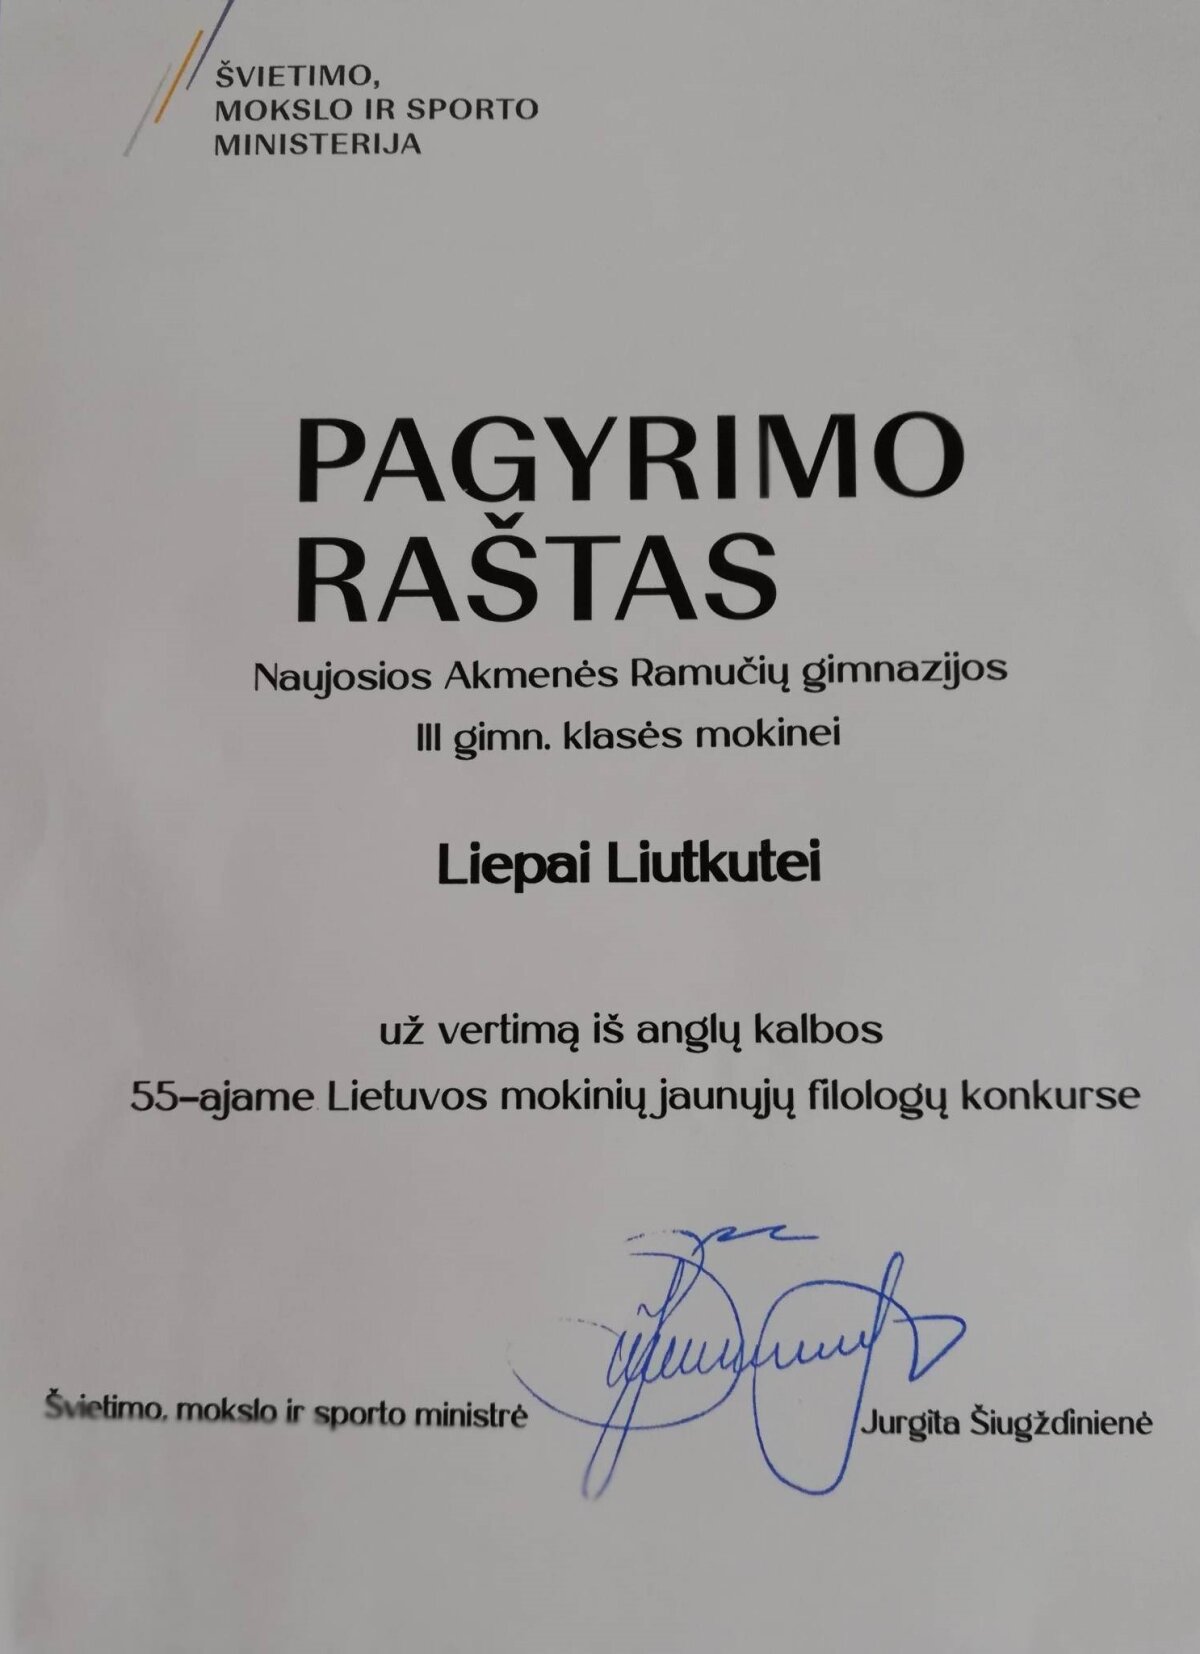 ŠVIETIMO,
MOKSLO IR SPORTO
MINISTERIJA
PAGYRIMO
RAŠTAS
Naujosios Akmenės Ramučių gimnazijos
III gimn. klasės mokinei
Liepai Liutkutei
už vertimą iš anglų kalbos
55–ajame Lietuvos mokinių jaunųjų filologų konkurse
Švietimo, mokslo ir sporto ministrė
Jurgita Šiugždinienė